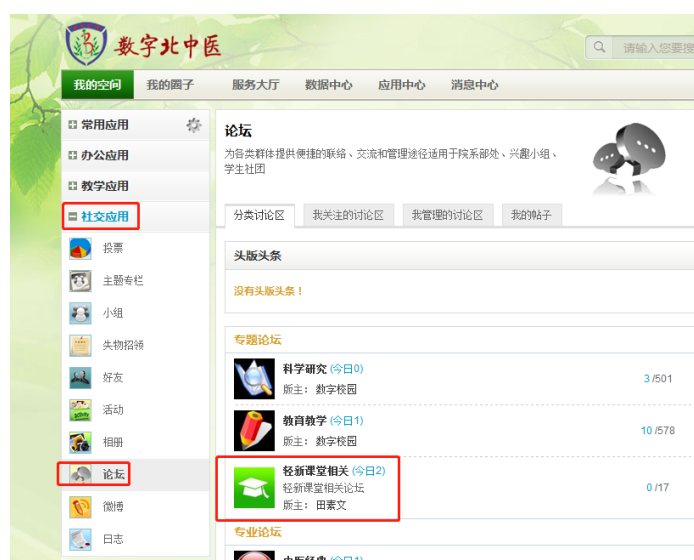 数字北中医
请输入您要搜
我的空间 我的圈子 服务大厅 数据中心 应用中心 消息中心
常用应用
办公应用
教学应用
社交应用
投票
主题专栏
小组
失物招领
好友
活动
相册
论坛
微博
日志
论坛
为各类群体提供便捷的联络、交流和管理途径适用于院系部处、兴趣小组、
学生社团
分类讨论区 我关注的讨论区 我管理的讨论区 我的帖子
头版头条
没有头版头条！
专题论坛
科学研究 (今日0)
版主： 数字校园
3 /501
教育教学 (今日1)
版主： 数字校园
10 /578
轻新课堂相关 (今日2)
轻新课堂相关论坛
版主： 田素文
0 /17
专业论坛